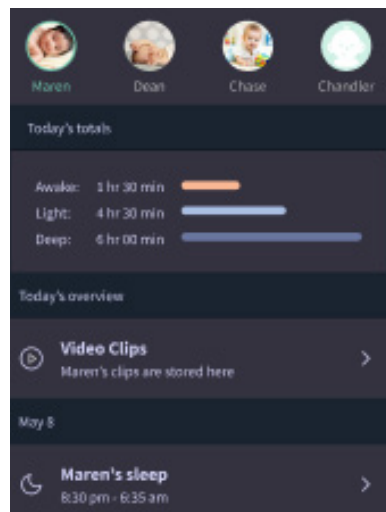 Maren
Dean
Chase
Chandler
Today's totals
Awake: 1 hr 30 min
Light: 4 hr 30 min
Deep: 6 hr 00 min
Today's overview
Video Clips
Maren's clips are stored here
May 8
Maren's sleep
8:30 pm - 6:35 am